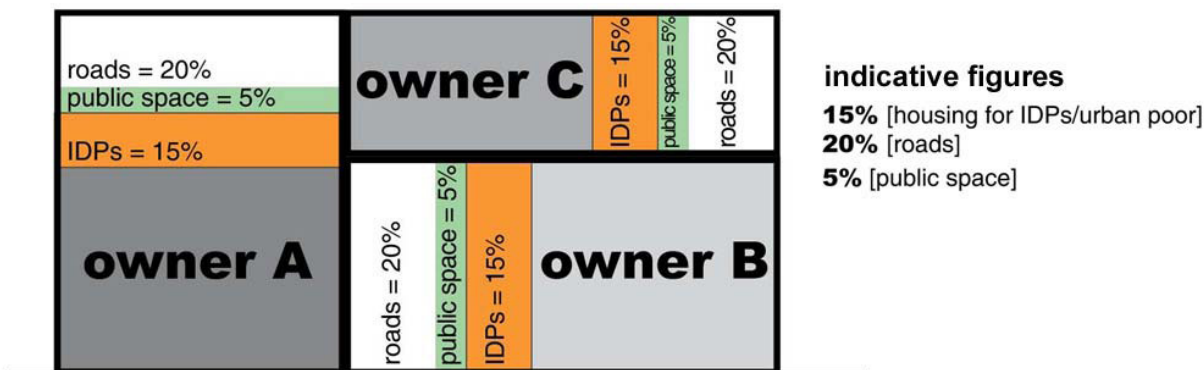 roads = 20%
public space = 5%
IDPs = 15%
owner A
owner C
IDPs = 15%
public space = 5%
roads = 20%
roads = 20%
public space = 5%
IDPs = 15%
owner B
indicative figures
15% [housing for IDPs/urban poor]
20% [roads]
5% [public space]